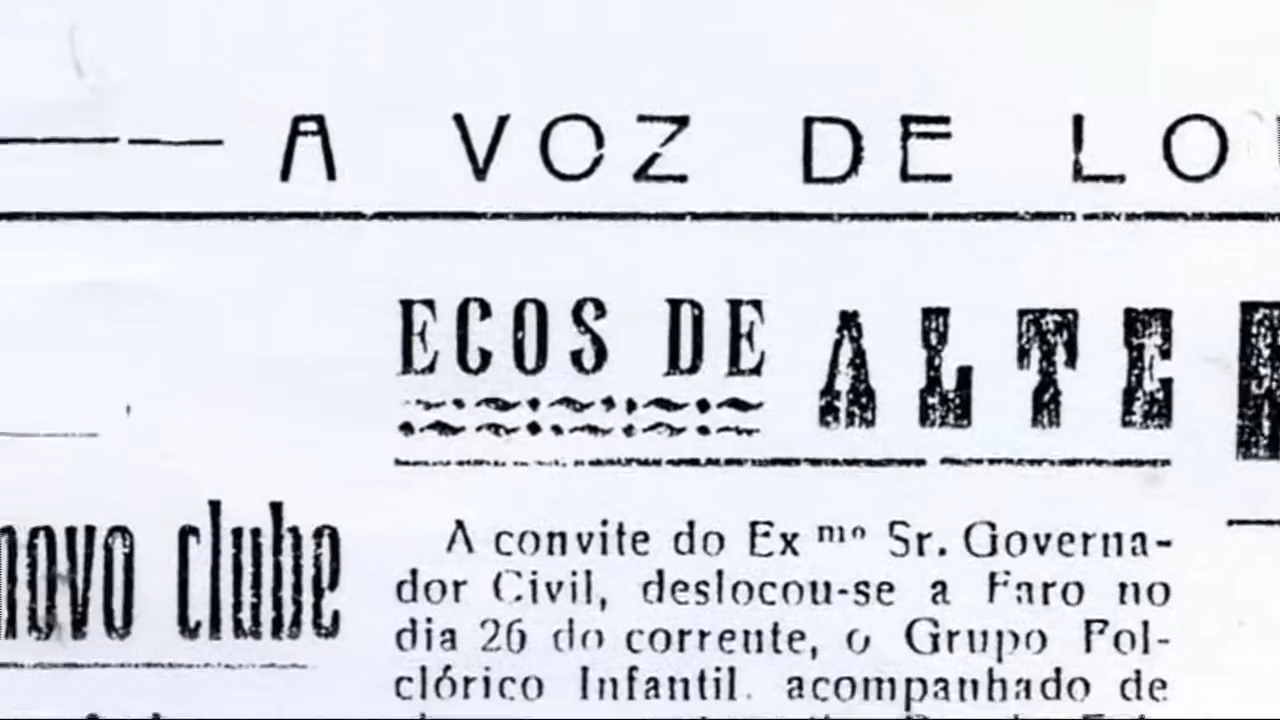 A VOZ DE LO
ECOS DE ALTE
novo clube
A convite do Ex.mo Sr. Governa-
dor Civil, deslocou-se a Faro no
dia 26 do corrente, o Grupo Fol-
clórico Infantil, acompanhado de